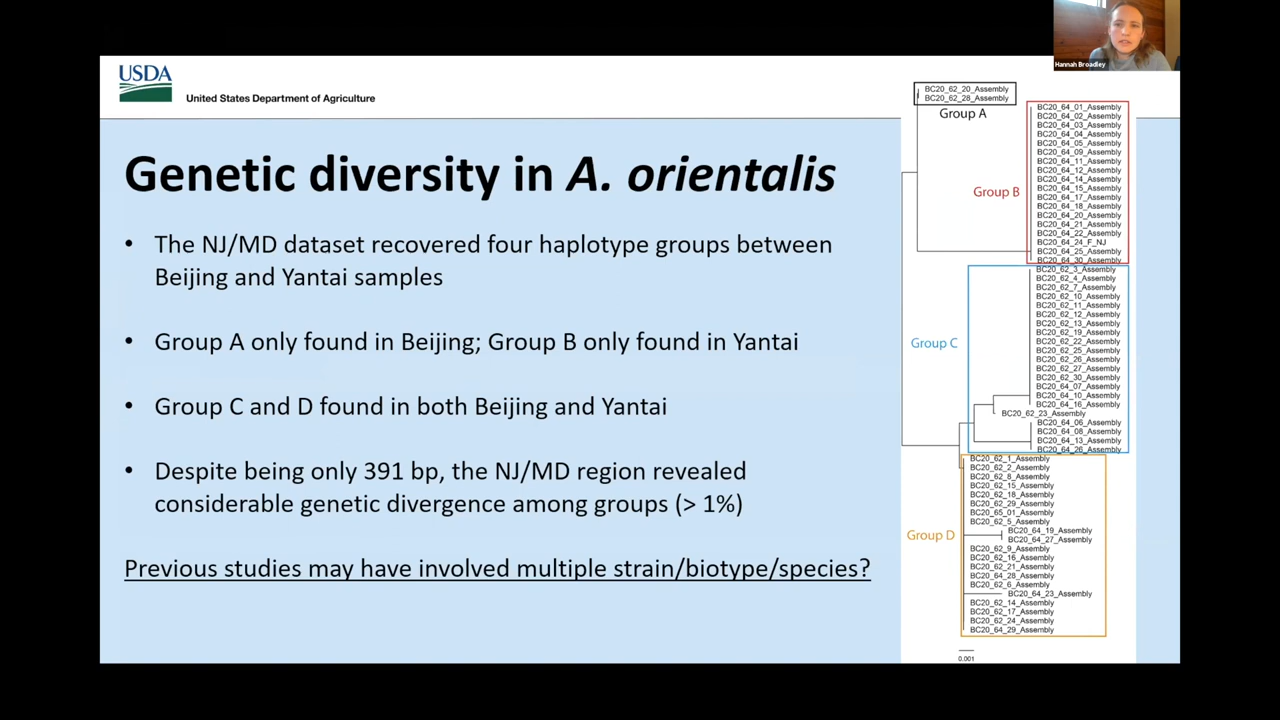 Hannah Broadley
USDA
United States Department of Agriculture
Genetic diversity in A. orientalis
• The NJ/MD dataset recovered four haplotype groups between
Beijing and Yantai samples
• Group A only found in Beijing; Group B only found in Yantai
• Group C and D found in both Beijing and Yantai
• Despite being only 391 bp, the NJ/MD region revealed
considerable genetic divergence among groups (> 1%)
Previous studies may have involved multiple strain/biotype/species?
BC20_62_20_Assembly
BC20_62_28_Assembly
Group A
BC20_64_01_Assembly
BC20_64_02_Assembly
BC20_64_03_Assembly
BC20_64_04_Assembly
BC20_64_05_Assembly
BC20_64_09_Assembly
BC20_64_11_Assembly
BC20_64_12_Assembly
BC20_64_14_Assembly
BC20_64_15_Assembly
BC20_64_17_Assembly
BC20_64_18_Assembly
BC20_64_20_Assembly
BC20_64_21_Assembly
BC20_64_22_Assembly
BC20_64_24_F_NJ
BC20_64_25_Assembly
BC20_64_30_Assembly
Group B
BC20_62_3_Assembly
BC20_62_4_Assembly
BC20_62_7_Assembly
BC20_62_10_Assembly
BC20_62_11_Assembly
BC20_62_12_Assembly
BC20_62_13_Assembly
BC20_62_19_Assembly
BC20_62_22_Assembly
BC20_62_25_Assembly
BC20_62_26_Assembly
BC20_62_27_Assembly
BC20_62_30_Assembly
BC20_64_07_Assembly
BC20_64_10_Assembly
BC20_64_16_Assembly
BC20_62_23_Assembly
BC20_64_06_Assembly
BC20_64_08_Assembly
BC20_64_13_Assembly
BC20_64_26_Assembly
Group C
BC20_62_1_Assembly
BC20_62_2_Assembly
BC20_62_8_Assembly
BC20_62_15_Assembly
BC20_62_18_Assembly
BC20_62_29_Assembly
BC20_65_01_Assembly
BC20_62_5_Assembly
BC20_64_19_Assembly
BC20_64_27_Assembly
BC20_62_9_Assembly
BC20_62_16_Assembly
BC20_62_21_Assembly
BC20_64_28_Assembly
BC20_62_6_Assembly
BC20_64_23_Assembly
BC20_62_14_Assembly
BC20_62_17_Assembly
BC20_62_24_Assembly
BC20_64_29_Assembly
Group D
0.001